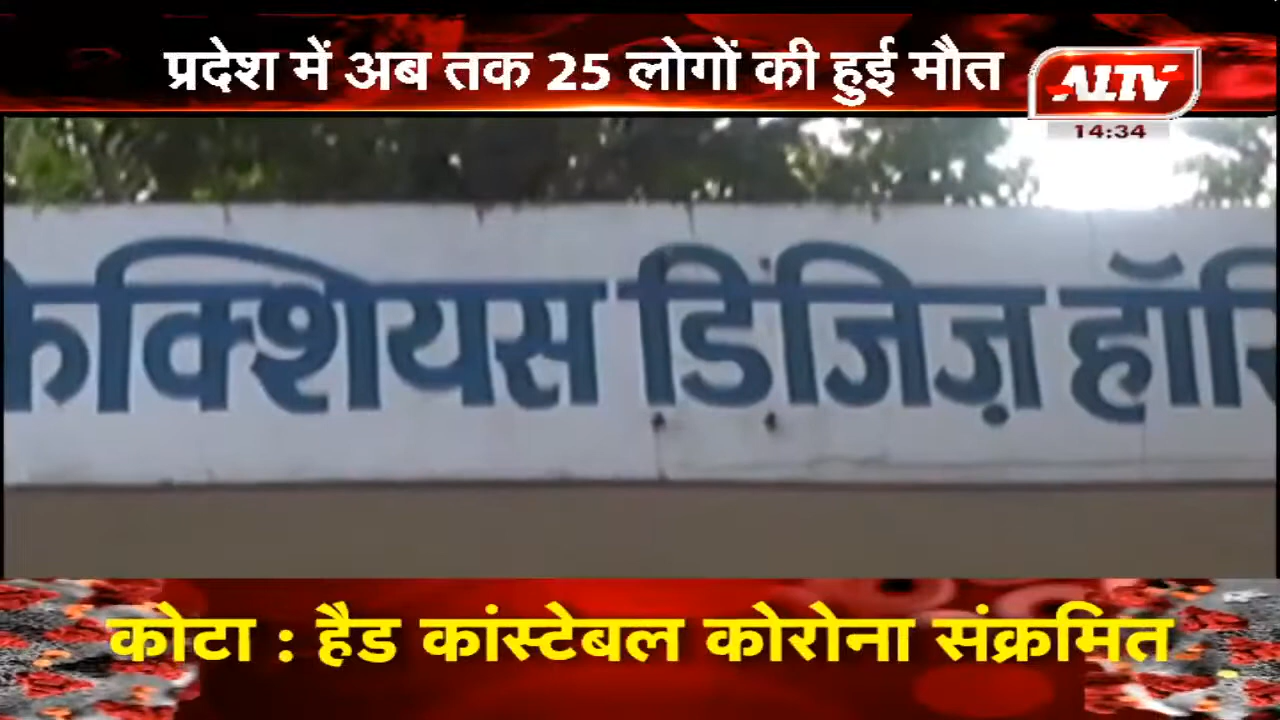 प्रदेश में अब तक 25 लोगों की हुई मौत
ALTV
14:34
डिजिज़
कोटा : हैड कांस्टेबल कोरोना संक्रमित